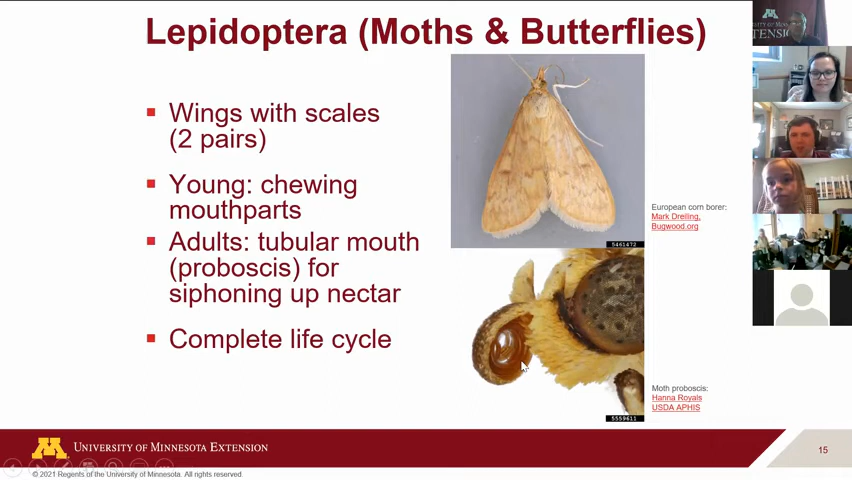 Lepidoptera (Moths & Butterflies)
▪ Wings with scales
(2 pairs)
▪ Young: chewing
mouthparts
▪ Adults: tubular mouth
(proboscis) for
siphoning up nectar
▪ Complete life cycle
European corn borer:
Mark Dreiling,
Bugwood.org
5461472
Moth proboscis:
Hanna Royals
USDA APHIS
5559611
M UNIVERSITY OF MINNESOTA EXTENSION
15
© 2021 Regents of the University of Minnesota. All rights reserved.